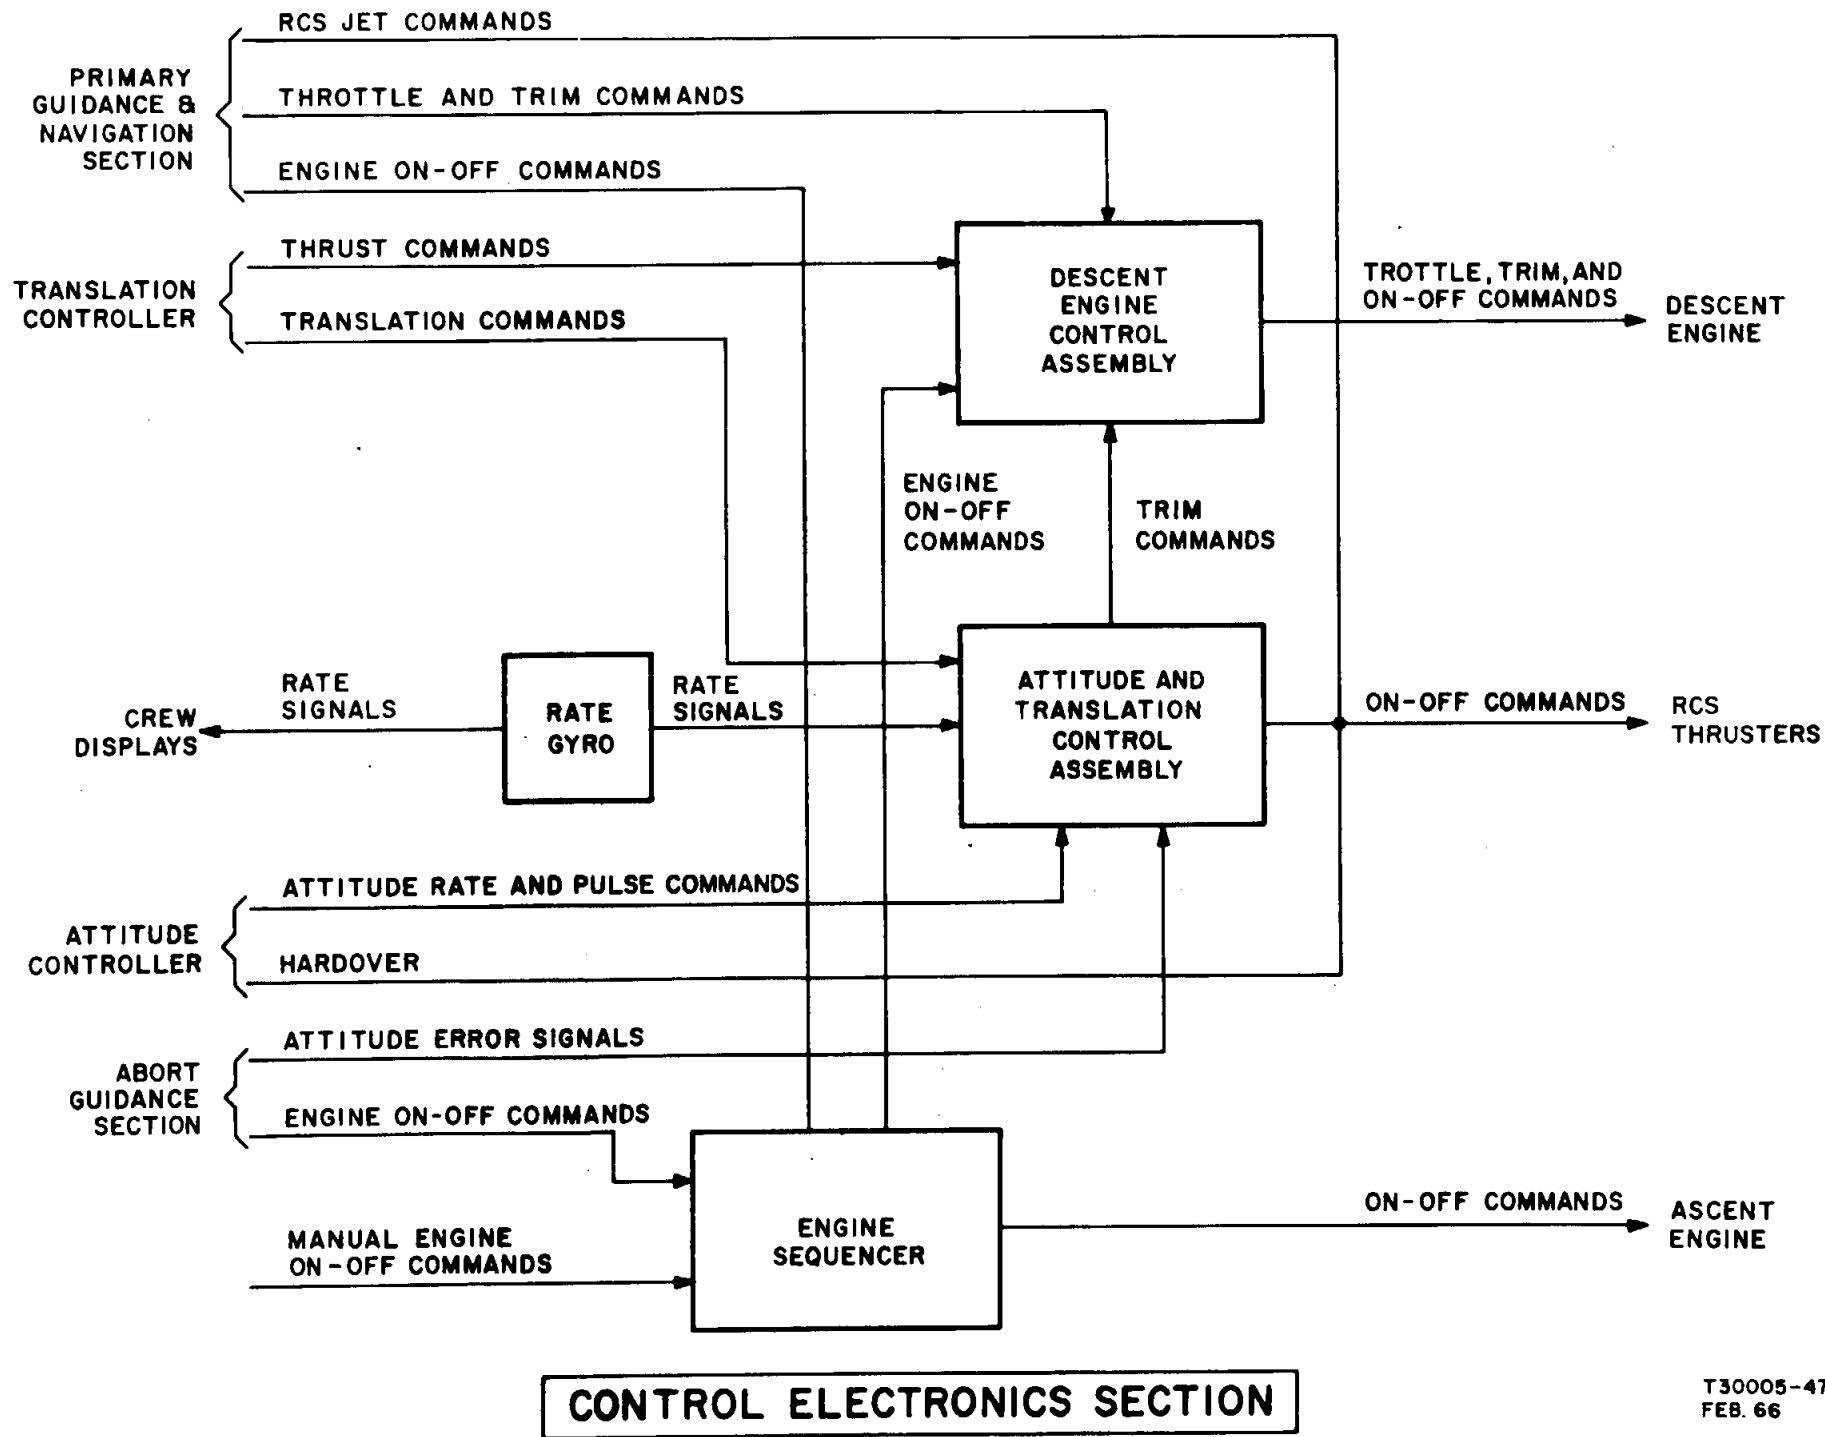 RCS JET COMMANDS
PRIMARY
GUIDANCE &
NAVIGATION
SECTION
THROTTLE AND TRIM COMMANDS
ENGINE ON-OFF COMMANDS
TRANSLATION
CONTROLLER
THRUST COMMANDS
TRANSLATION COMMANDS
DESCENT
ENGINE
CONTROL
ASSEMBLY
TROTTLE, TRIM, AND
ON-OFF COMMANDS
DESCENT
ENGINE
ENGINE
ON-OFF
COMMANDS
TRIM
COMMANDS
CREW
DISPLAYS
RATE
SIGNALS
RATE
GYRO
RATE
SIGNALS
ATTITUDE AND
TRANSLATION
CONTROL
ASSEMBLY
ON-OFF COMMANDS
RCS
THRUSTERS
ATTITUDE
CONTROLLER
ATTITUDE RATE AND PULSE COMMANDS
HARDOVER
ABORT
GUIDANCE
SECTION
ATTITUDE ERROR SIGNALS
ENGINE ON-OFF COMMANDS
MANUAL ENGINE
ON-OFF COMMANDS
ENGINE
SEQUENCER
ON-OFF COMMANDS
ASCENT
ENGINE
CONTROL ELECTRONICS SECTION
T30005-47
FEB. 66